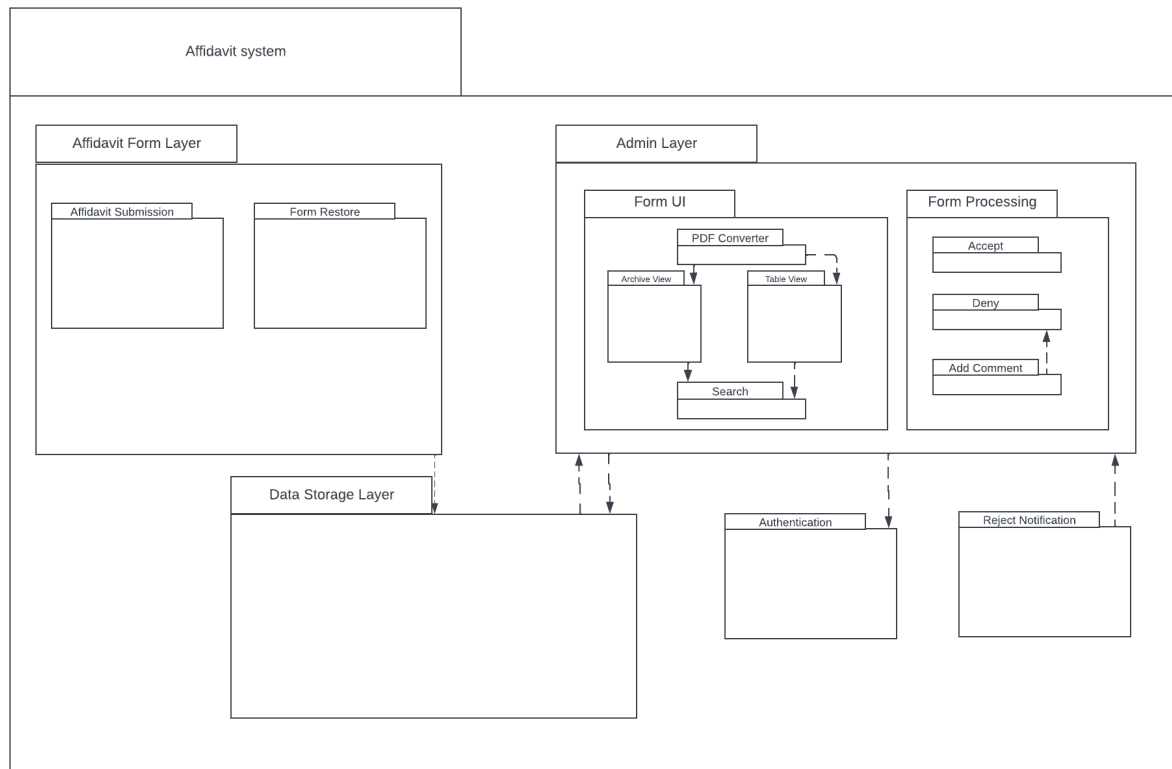 Affidavit system
Affidavit Form Layer
Admin Layer
Affidavit Submission
Form Restore
Form UI
Form Processing
PDF Converter
Accept
Archive View
Table View
Deny
Add Comment
Search
Data Storage Layer
Authentication
Reject Notification